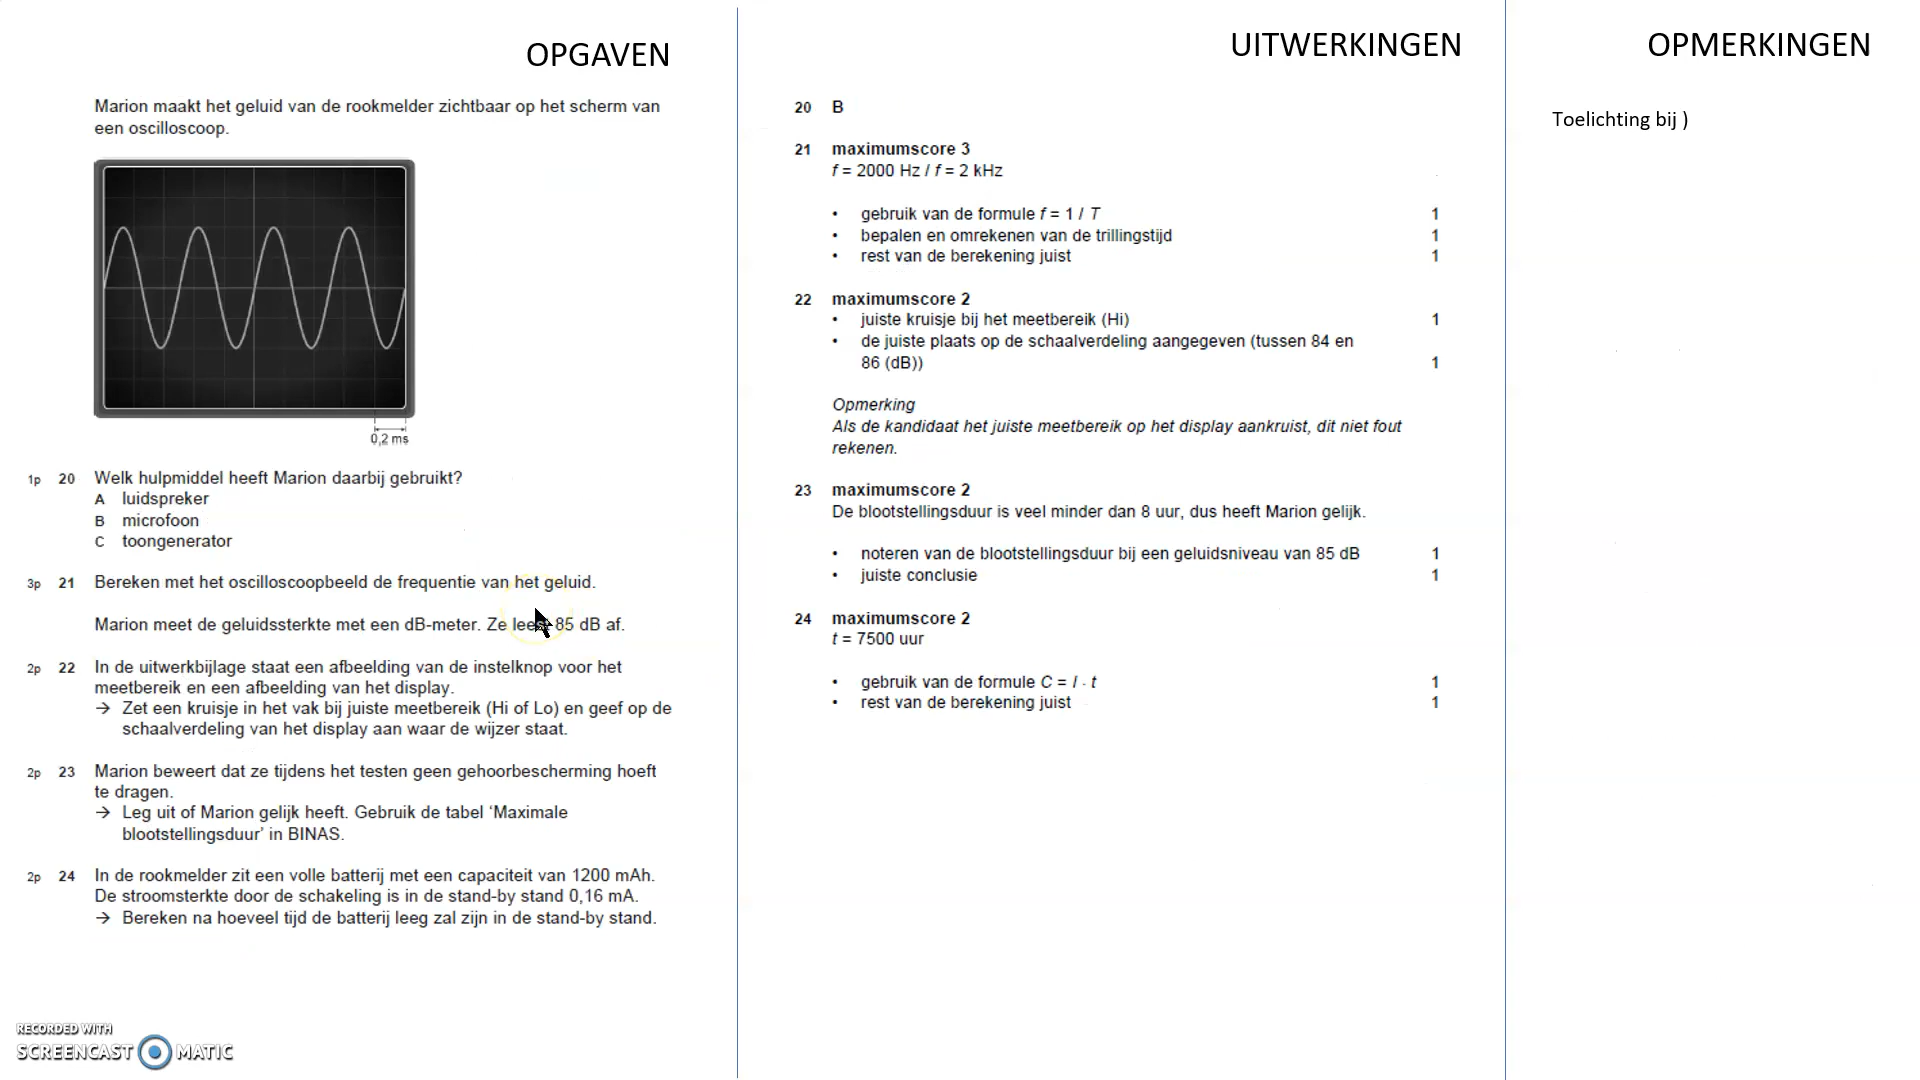 OPGAVEN
Marion maakt het geluid van de rookmelder zichtbaar op het scherm van
een oscilloscoop.
0,2 ms
1p 20 Welk hulpmiddel heeft Marion daarbij gebruikt?
A luidspreker
B microfoon
C toongenerator
3p 21 Bereken met het oscilloscoopbeeld de frequentie van het geluid.
Marion meet de geluidssterkte met een dB-meter. Ze leest 85 dB af.
2p 22 In de uitwerkbijlage staat een afbeelding van de instelknop voor het
meetbereik en een afbeelding van het display.
→ Zet een kruisje in het vak bij juiste meetbereik (Hi of Lo) en geef op de
schaalverdeling van het display aan waar de wijzer staat.
2p 23 Marion beweert dat ze tijdens het testen geen gehoorbescherming hoeft
te dragen.
→ Leg uit of Marion gelijk heeft. Gebruik de tabel ‘Maximale
blootstellingsduur’ in BINAS.
2p 24 In de rookmelder zit een volle batterij met een capaciteit van 1200 mAh.
De stroomsterkte door de schakeling is in de stand-by stand 0,16 mA.
→ Bereken na hoeveel tijd de batterij leeg zal zijn in de stand-by stand.
RECORDED WITH
SCREENCAST MATIC
UITWERKINGEN
20 B
21 maximumscore 3
f = 2000 Hz / f = 2 kHz
• gebruik van de formule f = 1 / T 1
• bepalen en omrekenen van de trillingstijd 1
• rest van de berekening juist 1
22 maximumscore 2
• juiste kruisje bij het meetbereik (Hi) 1
• de juiste plaats op de schaalverdeling aangegeven (tussen 84 en
86 (dB)) 1
Opmerking
Als de kandidaat het juiste meetbereik op het display aankruist, dit niet fout
rekenen.
23 maximumscore 2
De blootstellingsduur is veel minder dan 8 uur, dus heeft Marion gelijk.
• noteren van de blootstellingsduur bij een geluidsniveau van 85 dB 1
• juiste conclusie 1
24 maximumscore 2
t = 7500 uur
• gebruik van de formule C = I · t 1
• rest van de berekening juist 1
OPMERKINGEN
Toelichting bij )